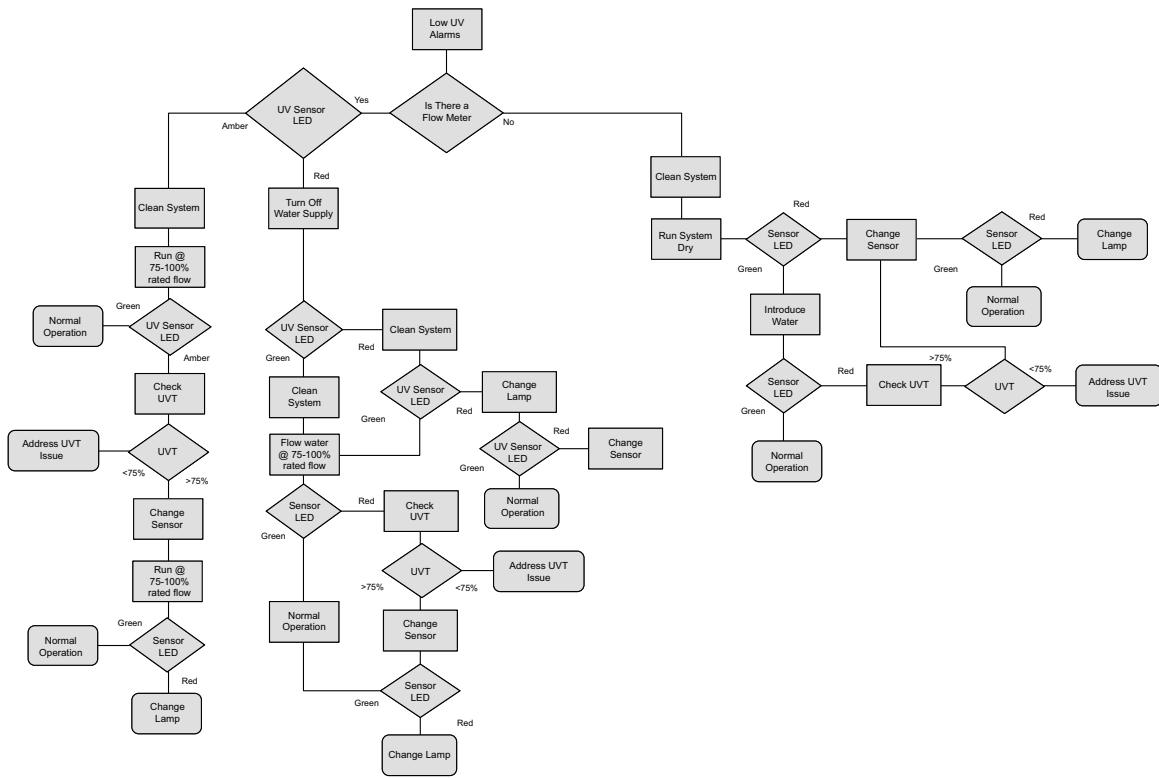 Low UV
Alarms
Is There a
Flow Meter
Yes
No
UV Sensor
LED
Amber
Red
Clean System
Run @
75-100%
rated flow
Green
UV Sensor
LED
Normal
Operation
Amber
Check
UVT
UVT
Address UVT
Issue
<75%
>75%
Change
Sensor
Run @
75-100%
rated flow
Green
Sensor
LED
Normal
Operation
Red
Change
Lamp
Turn Off
Water Supply
UV Sensor
LED
Green
Red
Clean
System
Clean System
UV Sensor
LED
Green
Red
Change
Lamp
UV Sensor
LED
Red
Change
Sensor
Green
Normal
Operation
Flow water
@ 75-100%
rated flow
Sensor
LED
Red
Green
Check
UVT
UVT
>75%
<75%
Address UVT
Issue
Normal
Operation
Change
Sensor
Sensor
LED
Green
Red
Change Lamp
Clean System
Run System
Dry
Sensor
LED
Red
Green
Change
Sensor
Sensor
LED
Red
Change
Lamp
Green
Normal
Operation
Introduce
Water
Sensor
LED
Red
Green
Check UVT
>75%
UVT
<75%
Address UVT
Issue
Normal
Operation